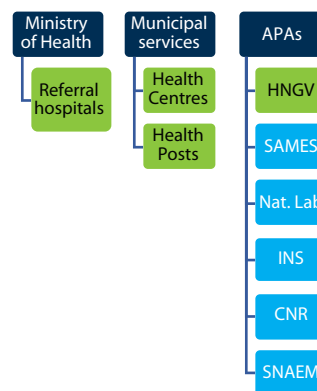 Ministry
of Health
Referral
hospitals
Municipal
services
Health
Centres
Health
Posts
APAs
HNGV
SAMES
Nat. Lab
INS
CNR
SNAEM